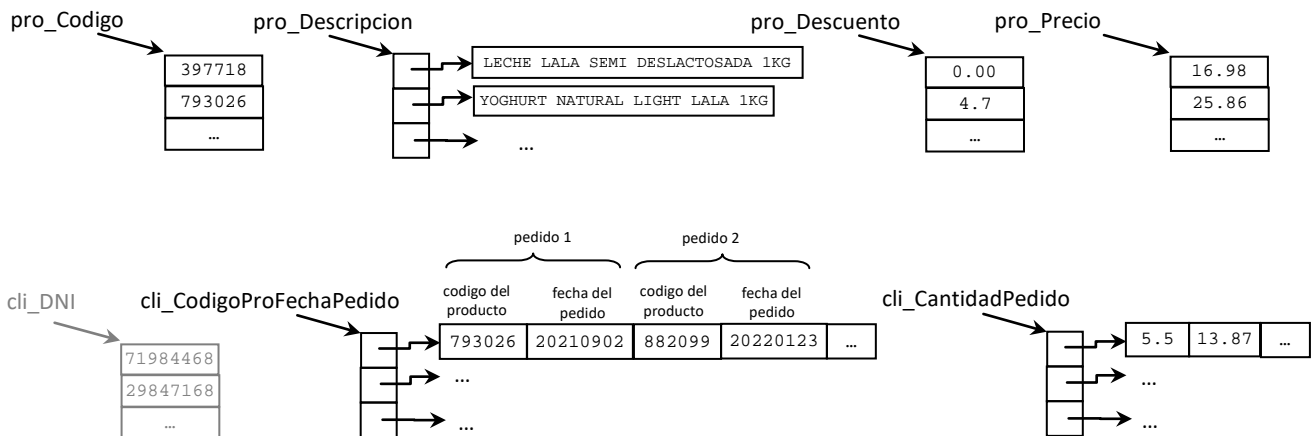 pro_Codigo pro_Descripcion pro_Descuento pro_Precio
397718 LECHE LALA SEMI DESLACTOSADA 1KG 0.00 16.98
793026 YOGHURT NATURAL LIGHT LALA 1KG 4.7 25.86
… ... … …
pedido 1 pedido 2
cli_DNI cli_CodigoProFechaPedido cli_CantidadPedido
codigo del producto fecha del pedido codigo del producto fecha del pedido
71984468 793026 20210902 882099 20220123 … 5.5 13.87 …
29847168 ... ...
… ... ...